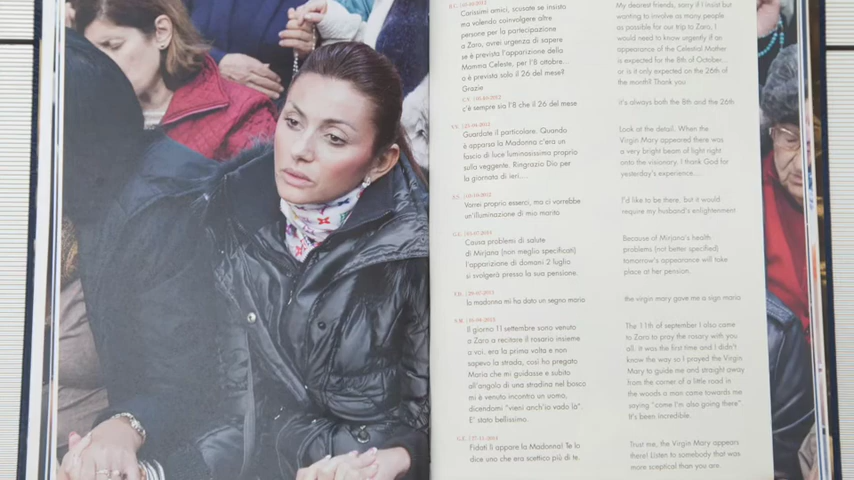 Carissimi amici, scusate se insisto
ma volendo coinvolgere altre
persone per la partecipazione
a Zaro, avrei urgenza di sapere
se è prevista l'apparizione della
Mamma Celeste, per l'8 ottobre...
o è prevista solo il 26 del mese?
Grazie
c'è sempre sia l'8 che il 26 del mese
Guardate il particolare. Quando
è apparsa la Madonna c'era un
fascio di luce luminosissimo proprio
sulla veggente. Ringrazio Dio per
la giornata di ieri....
Vorrei proprio esserci, ma ci vorrebbe
un'illuminazione di mio marito
Causa problemi di salute
di Mirjana (non meglio specificati)
l'apparizione di domani 2 luglio
si svolgerà presso la sua pensione.
la madonna mi ha dato un segno mario
Il giorno 11 settembre sono venuto
a Zaro a recitare il rosario insieme
a voi, era la prima volta e non
sapevo la strada, così ho pregato
Maria che mi guidasse e subito
all'angolo di una stradina nel bosco
mi è venuto incontro un uomo,
dicendomi "vieni anch'io vado là".
E' stato bellissimo.
Fidati lì appare la Madonna! Te lo
dice uno che era scettico più di te.
My dearest friends, sorry if I insist but
wanting to involve as many people
as possible for our trip to Zaro, I
would need to know urgently if an
appearance of the Celestial Mother
is expected for the 8th of October...
or is it only expected on the 26th of
the month? Thank you
it's always both the 8th and the 26th
Look at the detail. When the
Virgin Mary appeared there was
a very bright beam of light right
onto the visionary. I thank God for
yesterday's experience....
I'd like to be there, but it would
require my husband's enlightenment
Because of Mirjana's health
problems (not better specified)
tomorrow's appearance will take
place at her pension.
the virgin mary gave me a sign mario
The 11th of september I also came
to Zaro to pray the rosary with you
all. It was the first time and I didn't
know the way so I prayed the Virgin
Mary to guide me and straight away
from the corner of a little road in
the woods a man came towards me
saying "come I'm also going there"
It's been incredible.
Trust me, the Virgin Mary appears
there! Listen to somebody that was
more sceptical than you are.